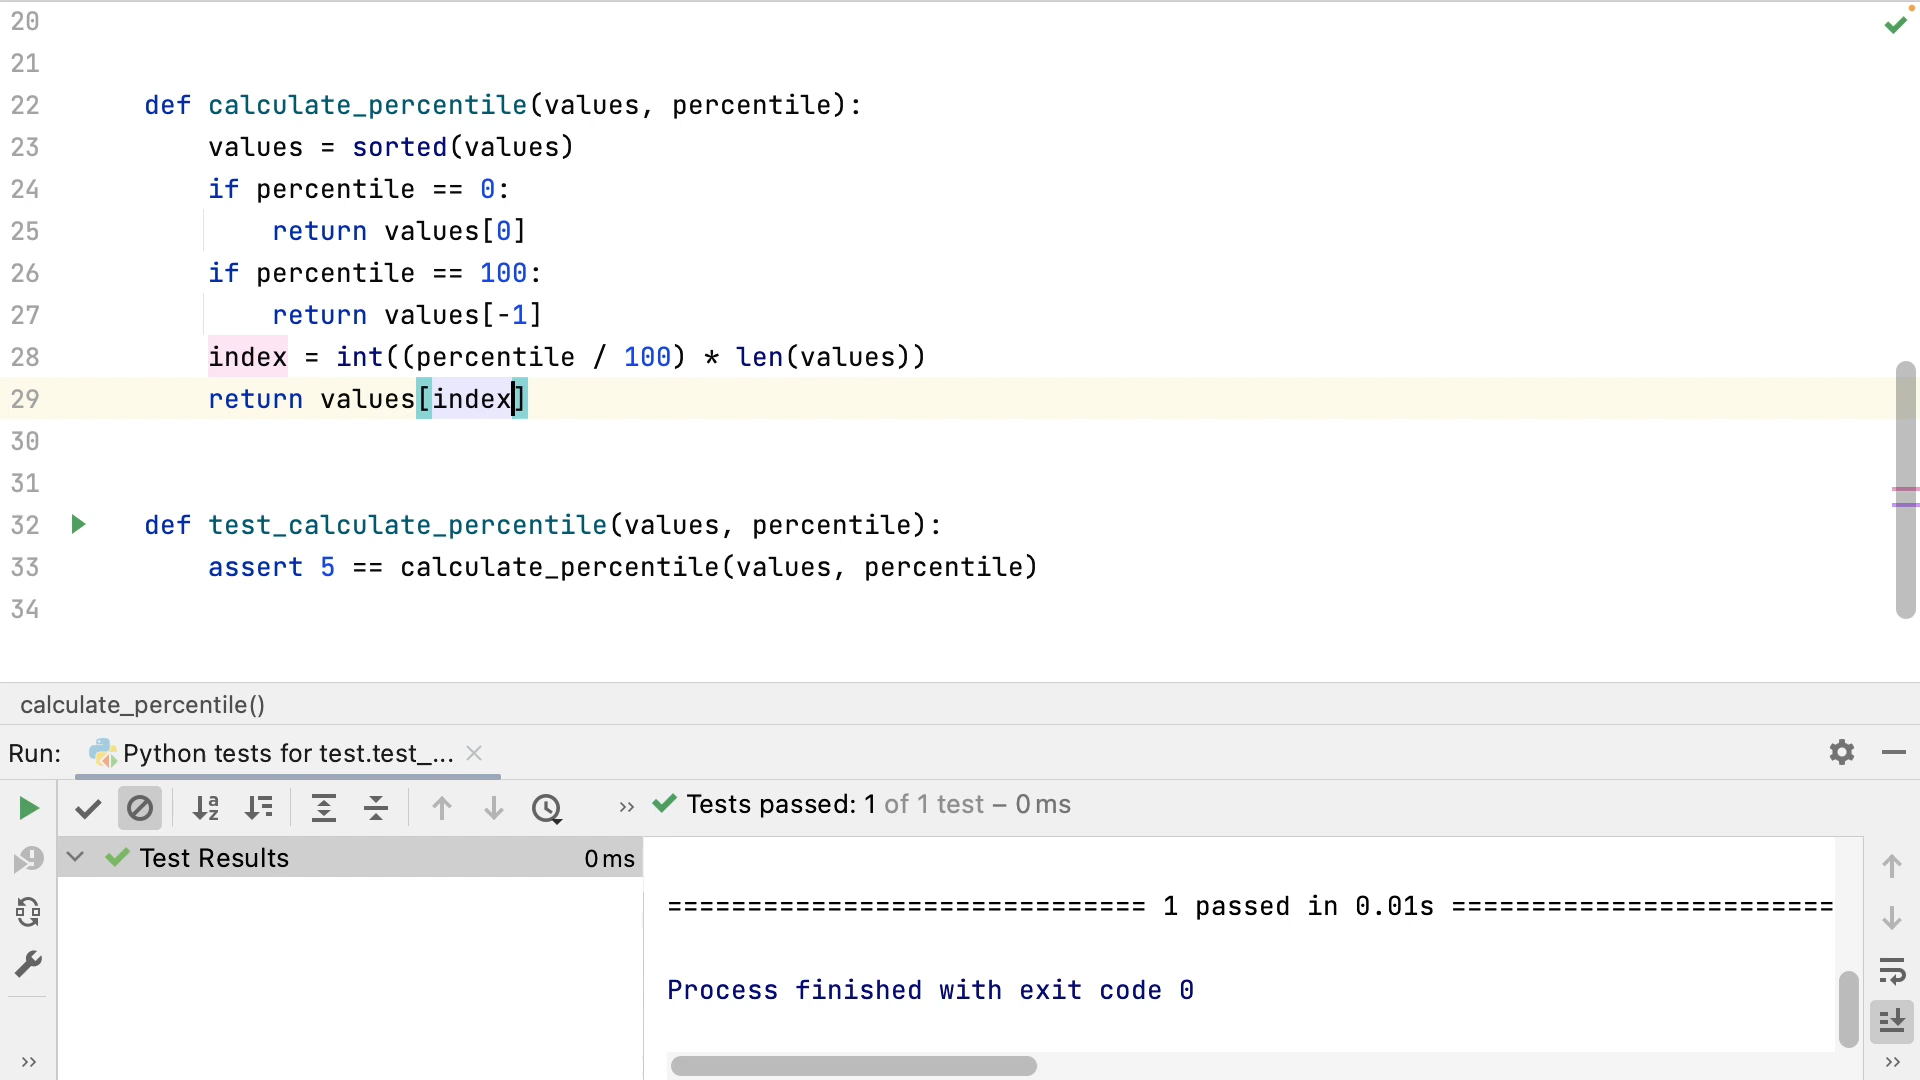 20
21
22 def calculate_percentile(values, percentile):
23 values = sorted(values)
24 if percentile == 0:
25 return values[0]
26 if percentile == 100:
27 return values[-1]
28 index = int((percentile / 100) * len(values))
29 return values[index]
30
31
32 def test_calculate_percentile(values, percentile):
33 assert 5 == calculate_percentile(values, percentile)
34
calculate_percentile()
Run: Python tests for test.test_...
» Tests passed: 1 of 1 test – 0 ms
Test Results 0 ms
============================== 1 passed in 0.01s ========================
Process finished with exit code 0
» »